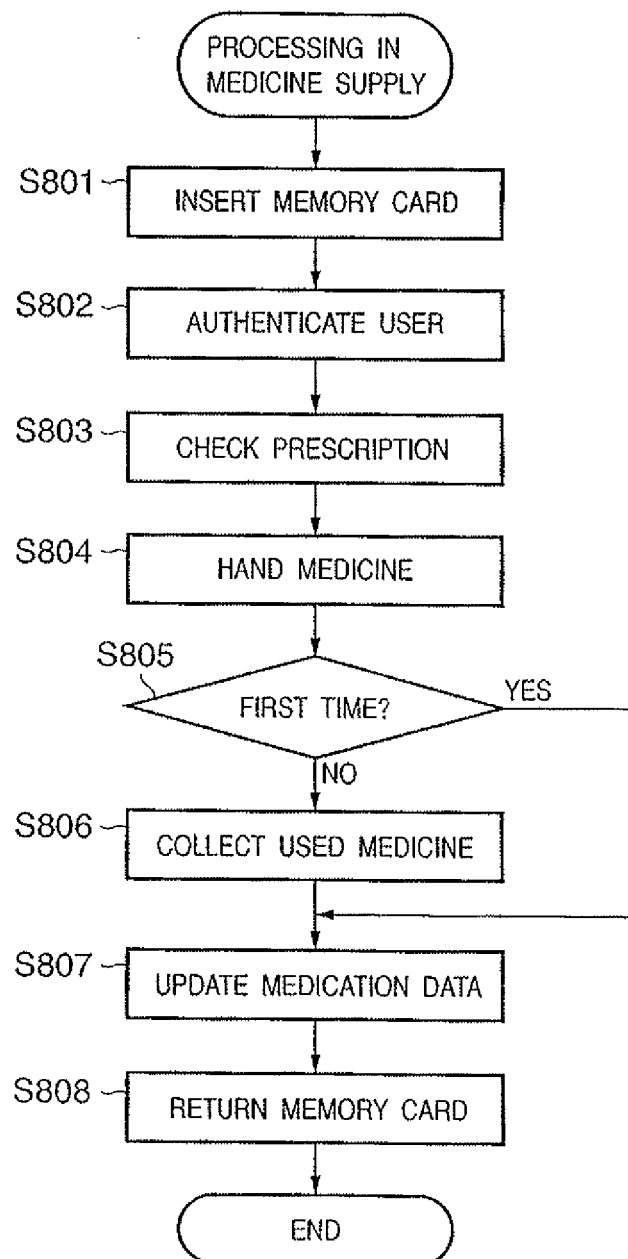 PROCESSING IN
MEDICINE SUPPLY
S801
INSERT MEMORY CARD
S802
AUTHENTICATE USER
S803
CHECK PRESCRIPTION
S804
HAND MEDICINE
S805
FIRST TIME?
YES
NO
S806
COLLECT USED MEDICINE
S807
UPDATE MEDICATION DATA
S808
RETURN MEMORY CARD
END